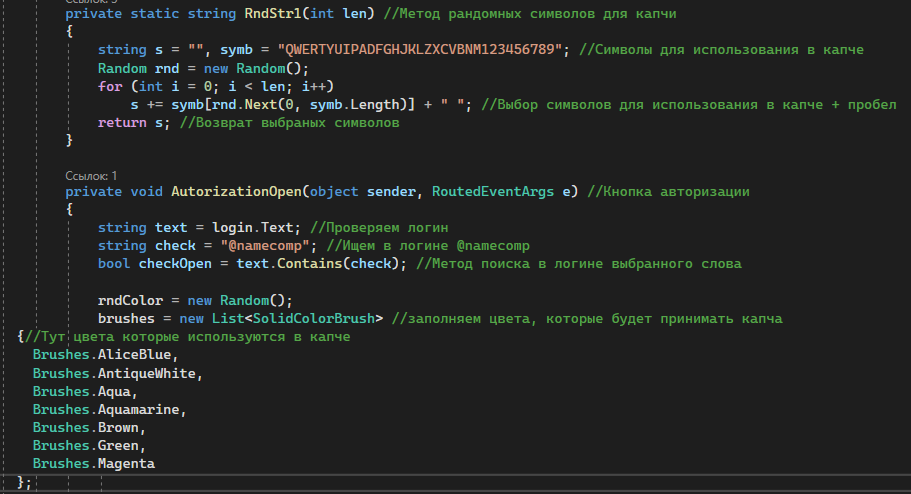 private static string RndStr1(int len) //Метод рандомных символов для капчи
{
string s = "", symb = "QWERTYUIPADFGHJKLZXCVBNM123456789"; //Символы для использования в капче
Random rnd = new Random();
for (int i = 0; i < len; i++)
s += symb[rnd.Next(0, symb.Length)] + " "; //Выбор символов для использования в капче + пробел
return s; //Возврат выбраных символов
}
Ссылок: 1
private void AutorizationOpen(object sender, RoutedEventArgs e) //Кнопка авторизации
{
string text = login.Text; //Проверяем логин
string check = "@namecomp"; //Ищем в логине @namecomp
bool checkOpen = text.Contains(check); //Метод поиска в логине выбранного слова
rndColor = new Random();
brushes = new List<SolidColorBrush> //заполняем цвета, которые будет принимать капча
{//Тут цвета которые используются в капче
Brushes.AliceBlue,
Brushes.AntiqueWhite,
Brushes.Aqua,
Brushes.Aquamarine,
Brushes.Brown,
Brushes.Green,
Brushes.Magenta
};